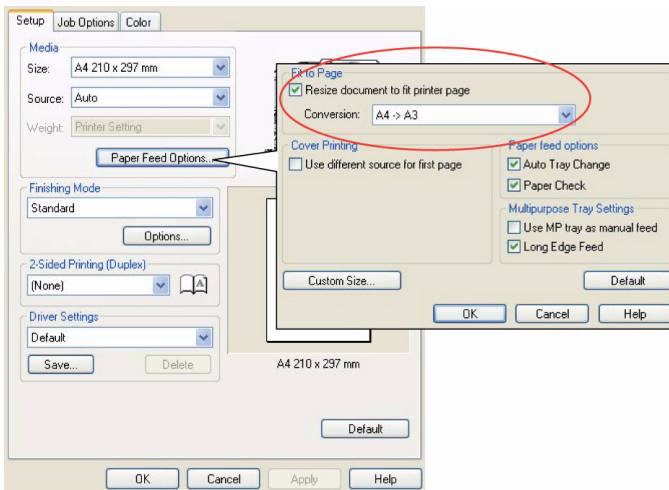 Setup
Job Options
Color
Media
Size:
A4 210 x 297 mm
Source:
Auto
Weight:
Printer Setting
Paper Feed Options...
Finishing Mode
Standard
Options...
2-Sided Printing (Duplex)
(None)
A
Driver Settings
Default
Save...
Delete
A4 210 x 297 mm
Default
OK
Cancel
Apply
Help
Fit to Page
Resize document to fit printer page
Conversion:
A4 -> A3
Cover Printing
Use different source for first page
Paper feed options
Auto Tray Change
Paper Check
Multipurpose Tray Settings
Use MP tray as manual feed
Long Edge Feed
Custom Size...
Default
OK
Cancel
Help